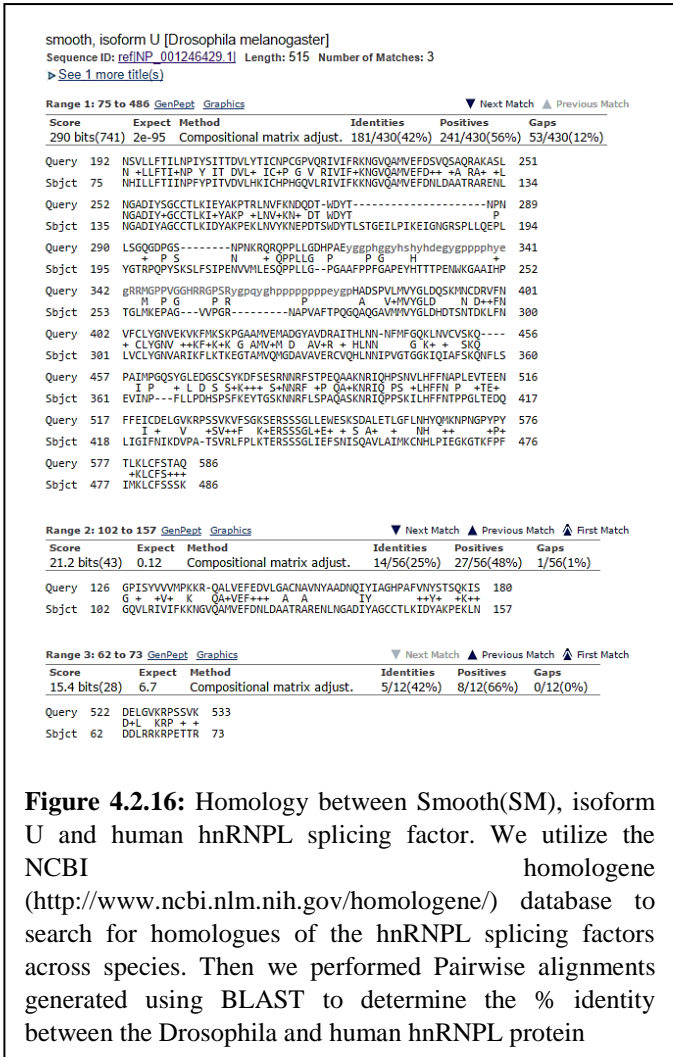 smooth, isoform U [Drosophila melanogaster]
Sequence ID: ref|NP_001246429.1| Length: 515 Number of Matches: 3
See 1 more title(s)
Range 1: 75 to 486 GenPept Graphics Next Match Previous Match
Score Expect Method Identities Positives Gaps
290 bits(741) 2e-95 Compositional matrix adjust. 181/430(42%) 241/430(56%) 53/430(12%)
Query 192 NSVLLFTILNPIYSITTDVLYTICNPCGPVQRIVIFRKNGVQAMVEFDSVQSAQRAKASL 251
N +LLFTI+NP Y IT DVL+ IC+P G V RIVIF+KNGVQAMVEFD++ +A RA+ +L
Sbjct 75 NHILLFTIINPFYPITVDVLHKICHPHGQVLRIVIFKKNGVQAMVEFDNLDAATRARENL 134
Query 252 NGADIYSGCCTLKIEYAKPTRLNVFKNDQDT-WDYT-------------------NPN 289
NGADIY+GCCTLKI+YAKP +LNV+KN+ DT WDYT P
Sbjct 135 NGADIYAGCCTLKIDYAKPEKLNVYKNEPDTSWDYTLSTGEILPKIEIGNGRSPLLQEPL 194
Query 290 LSGQGDPGS--------NPNKRQRQPPLLGDHPAEyggphggyhshyhdegygppppphye 341
+ P S N + QPPLLG P PG H +
Sbjct 195 YGTRPQPYSKSLFSIPENVVMLESQPPLLG--PGAAFPPFGAPEYHTTTPENWKGAAIHP 252
Query 342 gRRMGPPVGGHRRGPSRygpqyghppppppppeygpHADSPVLMVYGLDQSKMNCDRVFN 401
M P G P R P A V+MVYGLD N D++FN
Sbjct 253 TGLMKEPAG---VVPGR--------NAPVAFTPQGQAQGAVMMVYGLDHDTSNTDKLFN 300
Query 402 VFCLYGNVEKVKFMKSKPGAAMVEMADGYAVDRAITHLNN-NFMFGQKLNVCVSKQ---- 456
+ CLYGNV ++KF+K+K G AMV+M D AV+R + HLNN G K+ + SKQ
Sbjct 301 LVCLYGNVARIKFLKTKEGTAMVQMGDAVAVERCVQHLNNIPVGTGGKIQIAFSKQNFLS 360
Query 457 PAIMPGQSYGLEDGSCSYKDFSESRNNRFSTPEQAAKNRIQHPSNVLHFFNAPLEVTEEN 516
I P + L D S S+K+++ S+NNRF +P QA+KNRIQ PS +LHFFN P +TE+
Sbjct 361 EVINP---FLLPDHSPSFKEYTGSKNNRFLSPAQASKNRIQPPSKILHFFNTPPGLTEDQ 417
Query 517 FFEICDELGVKRPSSVKVFSGKSERSSSGLLEWESKSDALETLGFLNHYQMKNPNGPYPY 576
I + V +SV++F K+ERSSSGL+E+ + S A+ + NH ++ +P+
Sbjct 418 LIGIFNIKDVPA-TSVRLFPLKTERSSSGLIEFSNISQAVLAIMKCNHLPIEGKGTKFPF 476
Query 577 TLKLCFSTAQ 586
+KLCFS+++
Sbjct 477 IMKLCFSSSK 486
Range 2: 102 to 157 GenPept Graphics Next Match Previous Match First Match
Score Expect Method Identities Positives Gaps
21.2 bits(43) 0.12 Compositional matrix adjust. 14/56(25%) 27/56(48%) 1/56(1%)
Query 126 GPISYVVVMPKKR-QALVEFEDVLGACNAVNYAADNQIYIAGHPAFVNYSTSQKIS 180
G + +V+ K QA+VEF+++ A A IY ++Y+ +K++
Sbjct 102 GQVLRIVIFKKNGVQAMVEFDNLDAATRARENLNGADIYAGCCTLKIDYAKPEKLN 157
Range 3: 62 to 73 GenPept Graphics Next Match Previous Match First Match
Score Expect Method Identities Positives Gaps
15.4 bits(28) 6.7 Compositional matrix adjust. 5/12(42%) 8/12(66%) 0/12(0%)
Query 522 DELGVKRPSSVK 533
D+L KRP + +
Sbjct 62 DDLRRKRPETTR 73
Figure 4.2.16: Homology between Smooth(SM), isoform
U and human hnRNPL splicing factor. We utilize the
NCBI homologene
(http://www.ncbi.nlm.nih.gov/homologene/) database to
search for homologues of the hnRNPL splicing factors
across species. Then we performed Pairwise alignments
generated using BLAST to determine the % identity
between the Drosophila and human hnRNPL protein